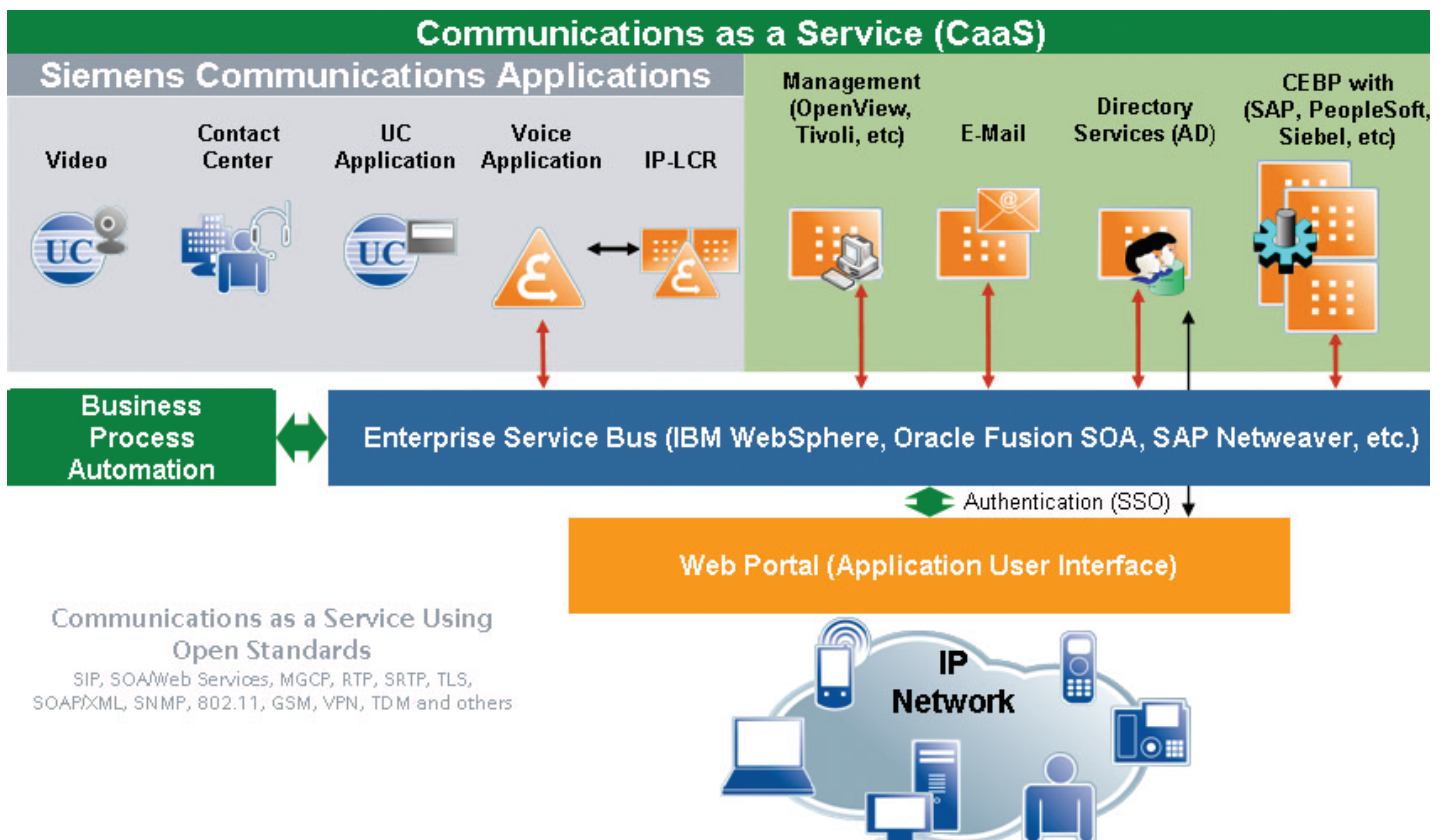 Communications as a Service (CaaS)
Siemens Communications Applications
Video
Contact
Center
UC
Application
Voice
Application
IP-LCR
Management
(OpenView,
Tivoli, etc)
E-Mail
Directory
Services (AD)
CEBP with
(SAP, PeopleSoft,
Siebel, etc)
UC
UC
@
Business
Process
Automation
Enterprise Service Bus (IBM WebSphere, Oracle Fusion SOA, SAP Netweaver, etc.)
Authentication (SSO)
Web Portal (Application User Interface)
Communications as a Service Using
Open Standards
SIP, SOA/Web Services, MGCP, RTP, SRTP, TLS,
SOAP/XML, SNMP, 802.11, GSM, VPN, TDM and others
IP
Network